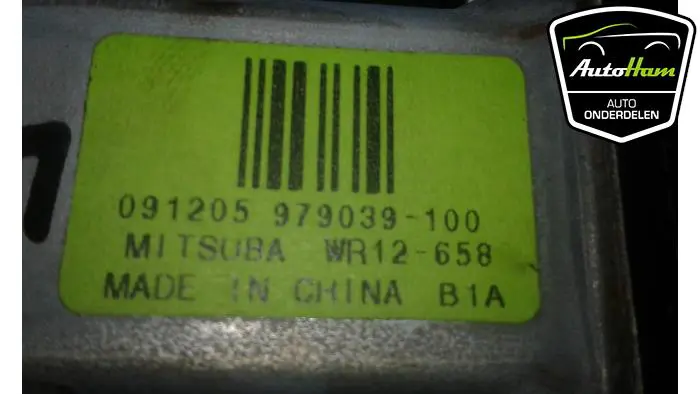 091205 979039-100
MITSUBA WR12-658
MADE IN CHINA B1A
AutoHam
AUTO
ONDERDELEN